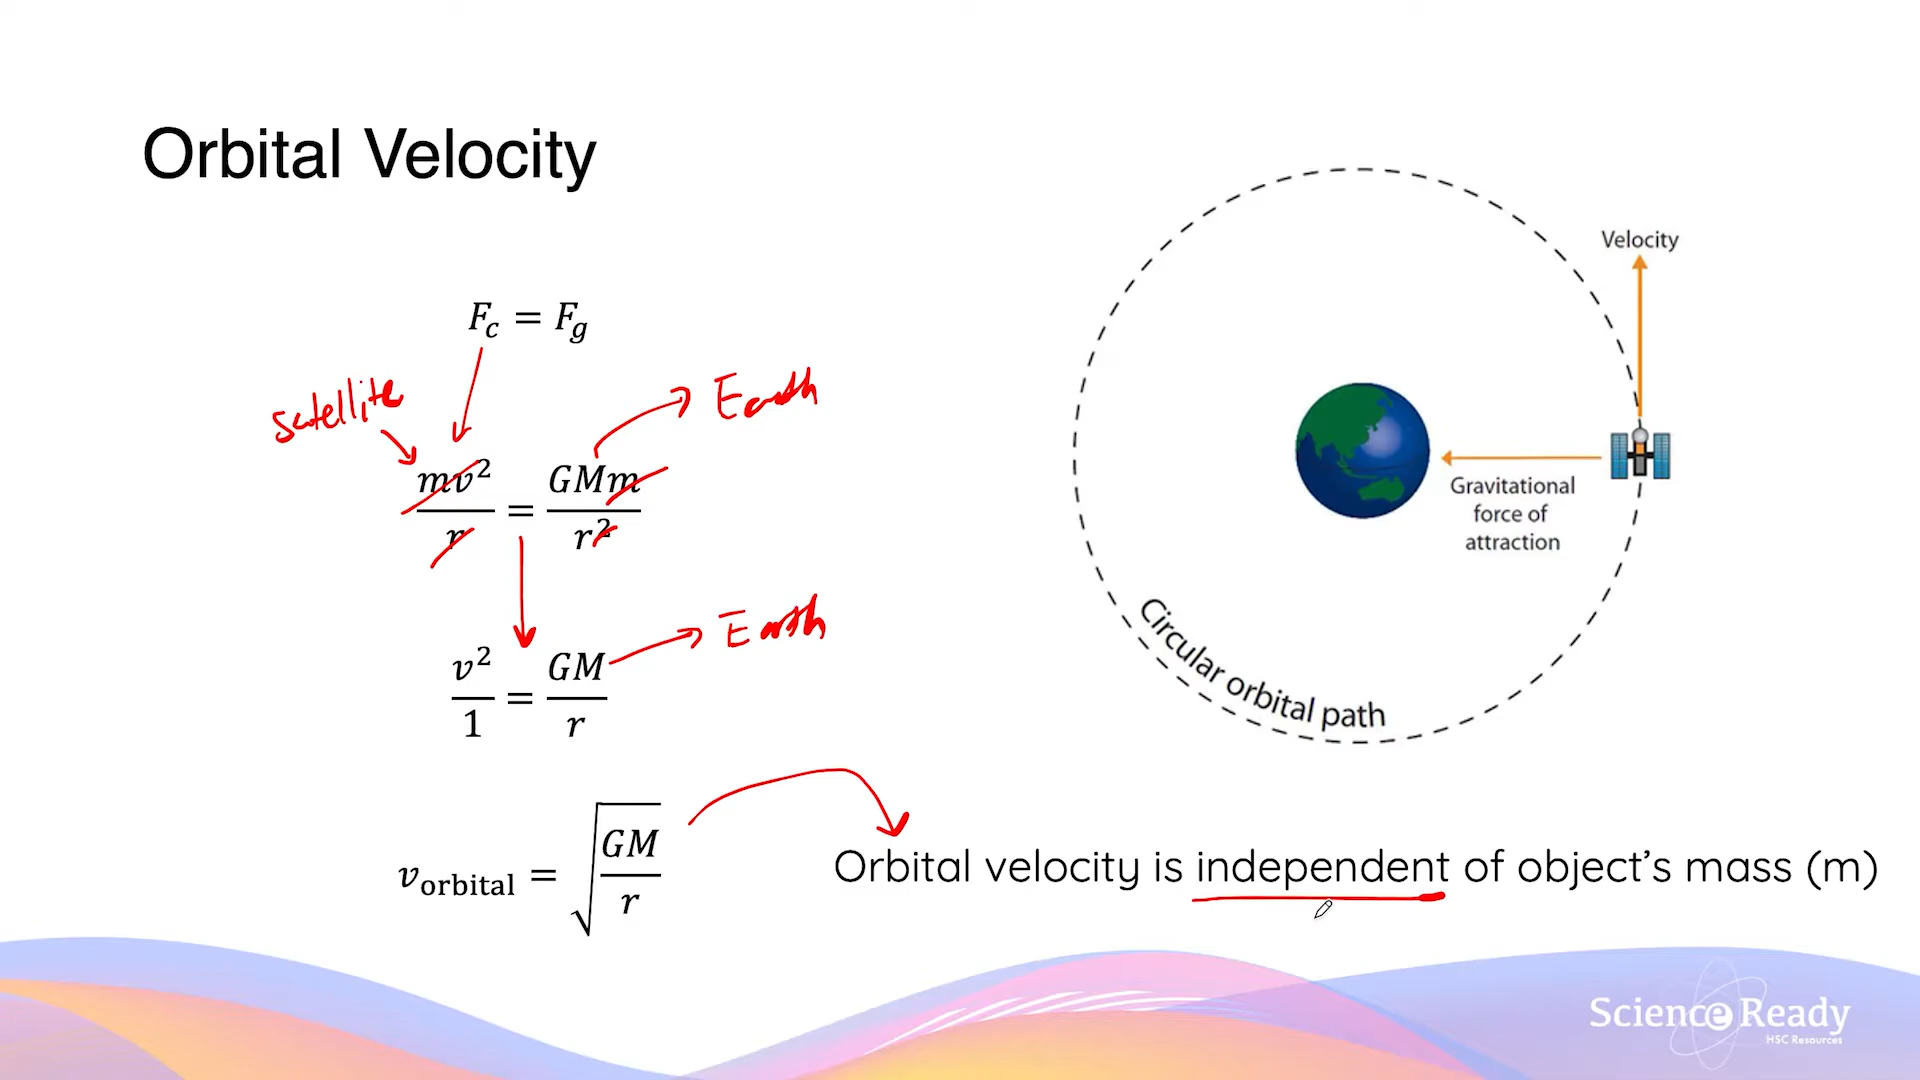 Orbital Velocity
F_c = F_g
satellite
Earth
mv²/r = GMm/r²
Earth
v²/1 = GM/r
v_orbital = √(GM/r)
Orbital velocity is independent of object's mass (m)
Velocity
Gravitational
force of
attraction
Circular orbital path
Science Ready
HSC Resources